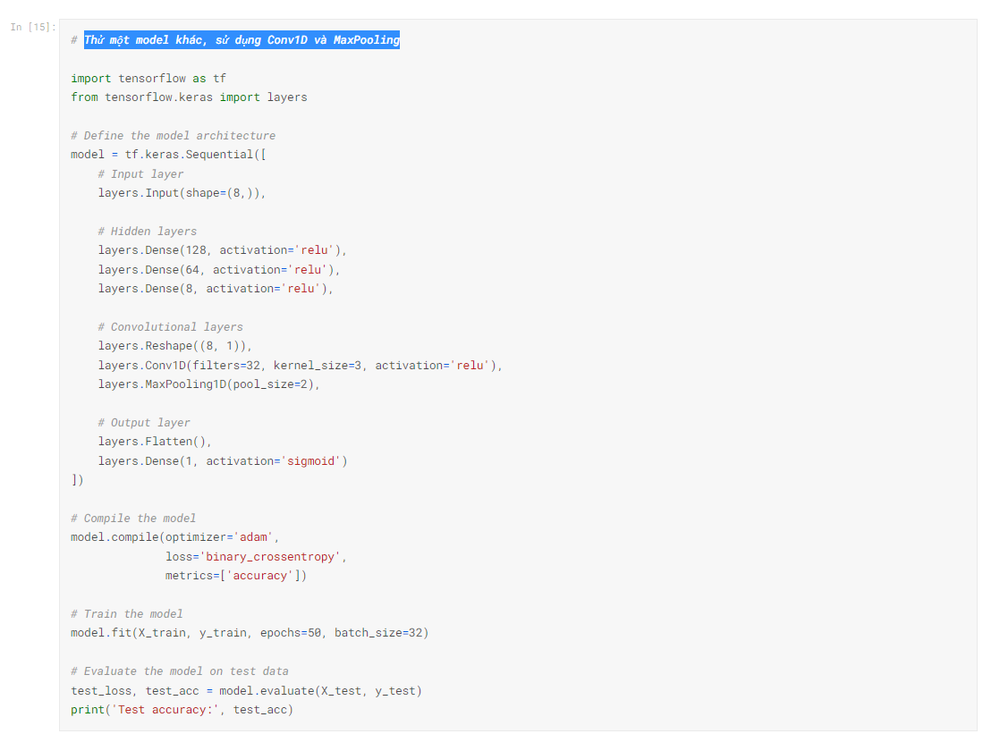 In [15]:
# Thử một model khác, sử dụng Conv1D và MaxPooling
import tensorflow as tf
from tensorflow.keras import layers
# Define the model architecture
model = tf.keras.Sequential([
    # Input layer
    layers.Input(shape=(8,)),
    # Hidden layers
    layers.Dense(128, activation='relu'),
    layers.Dense(64, activation='relu'),
    layers.Dense(8, activation='relu'),
    # Convolutional layers
    layers.Reshape((8, 1)),
    layers.Conv1D(filters=32, kernel_size=3, activation='relu'),
    layers.MaxPooling1D(pool_size=2),
    # Output layer
    layers.Flatten(),
    layers.Dense(1, activation='sigmoid')
])
# Compile the model
model.compile(optimizer='adam',
              loss='binary_crossentropy',
              metrics=['accuracy'])
# Train the model
model.fit(X_train, y_train, epochs=50, batch_size=32)
# Evaluate the model on test data
test_loss, test_acc = model.evaluate(X_test, y_test)
print('Test accuracy:', test_acc)